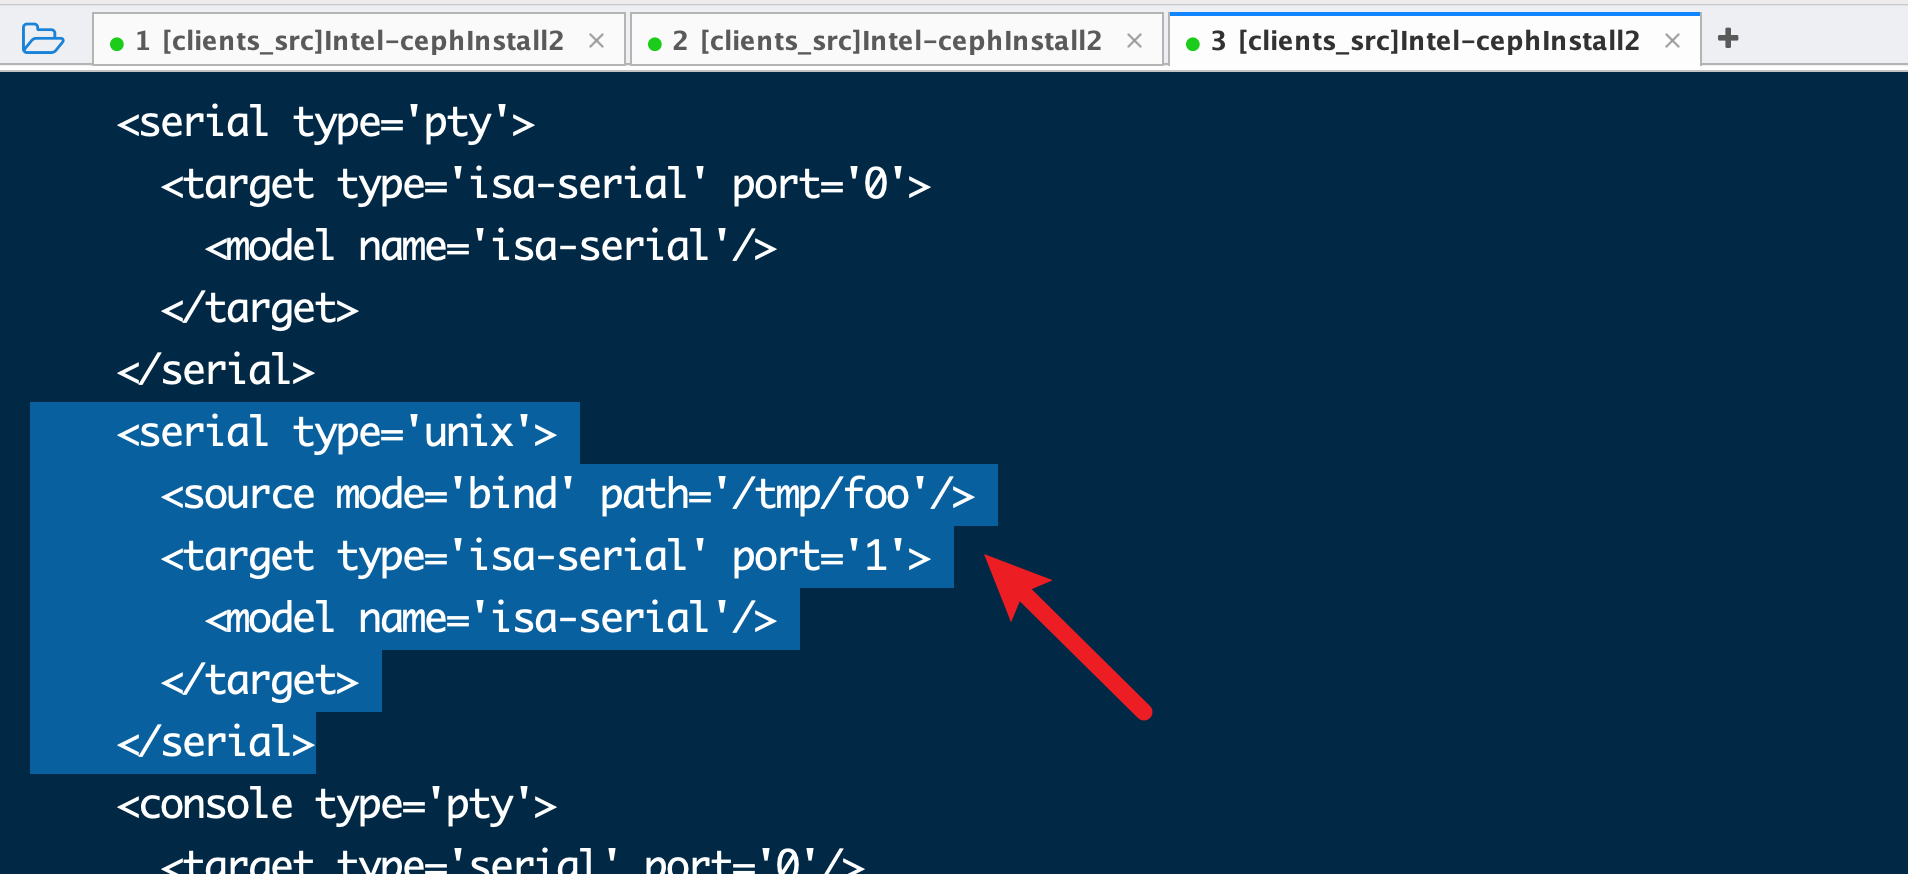 1 [clients_src]Intel-cephInstall2 ×
2 [clients_src]Intel-cephInstall2 ×
3 [clients_src]Intel-cephInstall2 × +
<serial type='pty'>
<target type='isa-serial' port='0'>
<model name='isa-serial'/>
</target>
</serial>
<serial type='unix'>
<source mode='bind' path='/tmp/foo'/>
<target type='isa-serial' port='1'>
<model name='isa-serial'/>
</target>
</serial>
<console type='pty'>
<target type='serial' port='0'/>